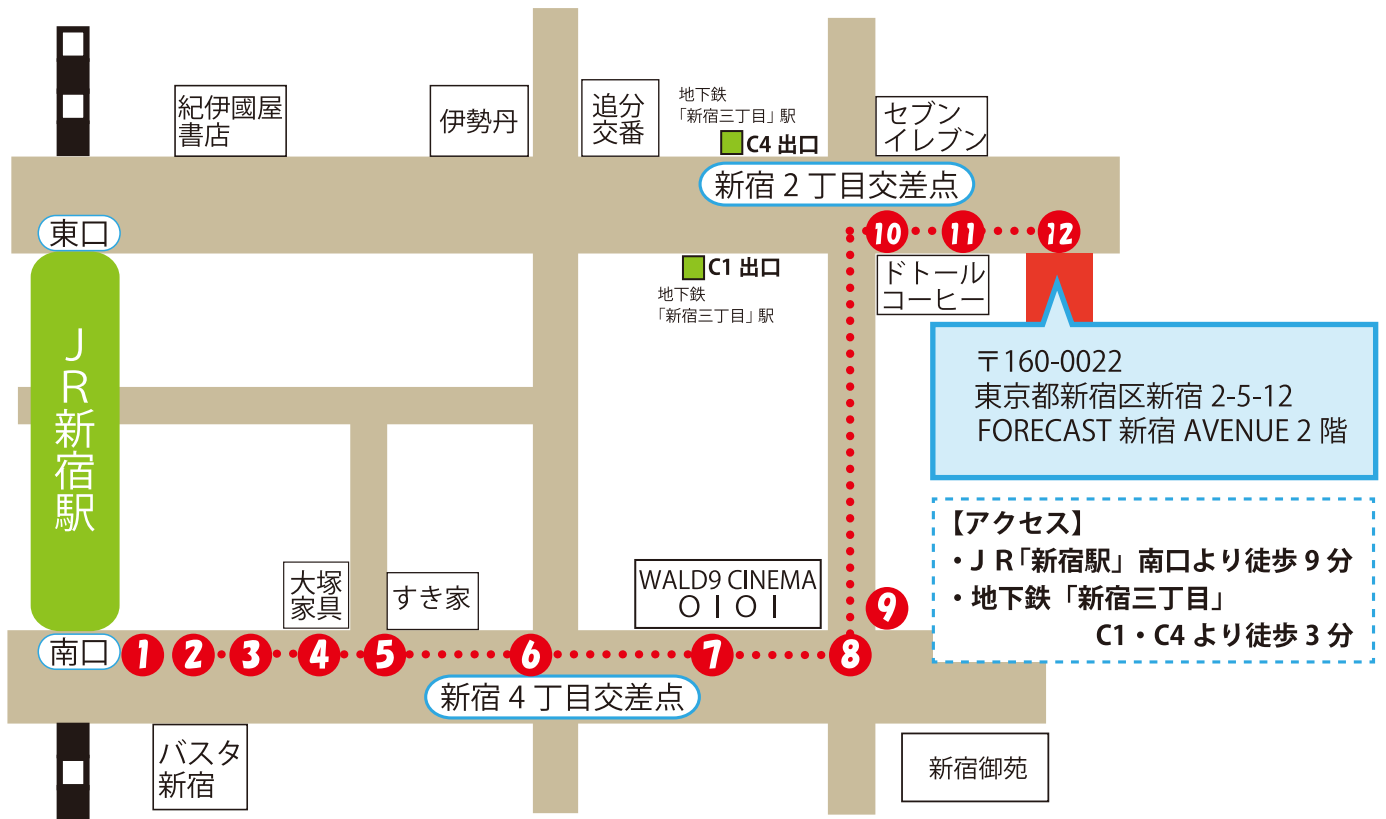 紀伊國屋
書店
伊勢丹
追分
交番
地下鉄
「新宿三丁目」駅
C4 出口
セブン
イレブン
新宿 2 丁目交差点
東口
10
11
12
C1 出口
地下鉄
「新宿三丁目」駅
ドトール
コーヒー
JR新宿駅
〒160-0022
東京都新宿区新宿 2-5-12
FORECAST 新宿 AVENUE 2 階
【アクセス】
・ＪＲ「新宿駅」南口より徒歩 9 分
・地下鉄「新宿三丁目」
C1・C4 より徒歩 3 分
大塚
家具
すき家
WALD9 CINEMA
O I O I
9
南口
1
2
3
4
5
6
7
8
新宿 4 丁目交差点
バスタ
新宿
新宿御苑